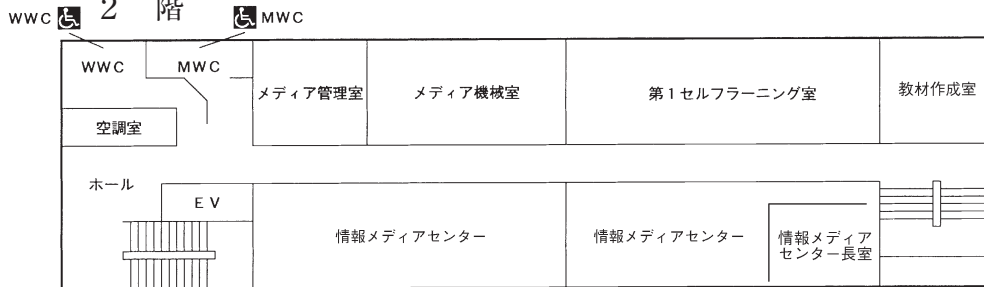 2 階
WWC
MWC
WWC
MWC
メディア管理室
メディア機械室
第1セルフラーニング室
教材作成室
空調室
ホール
EV
情報メディアセンター
情報メディアセンター
情報メディア
センター長室